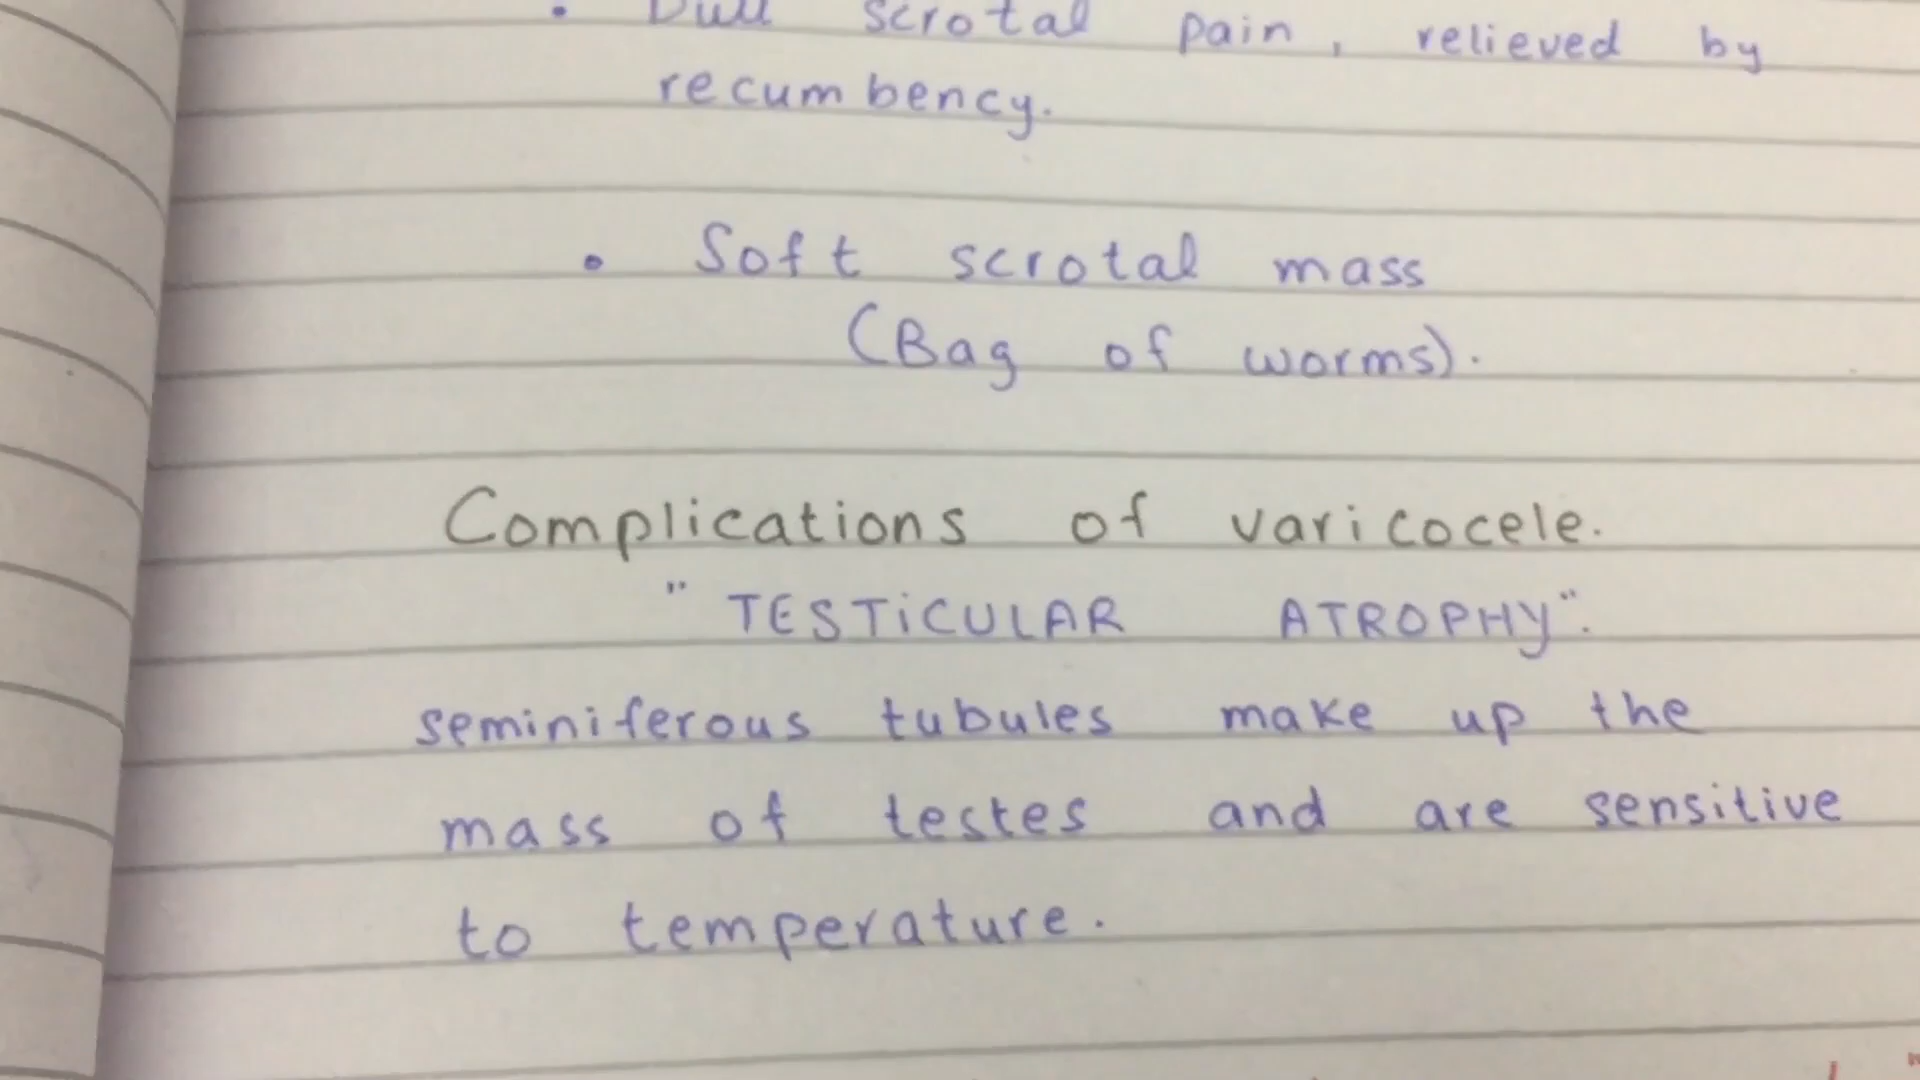 • Dull scrotal pain, relieved by
recumbency.
• Soft scrotal mass
(Bag of worms).
Complications of varicocele.
"TESTiCULAR ATROPHY".
seminiferous tubules make up the
mass of testes and are sensitive
to temperature.